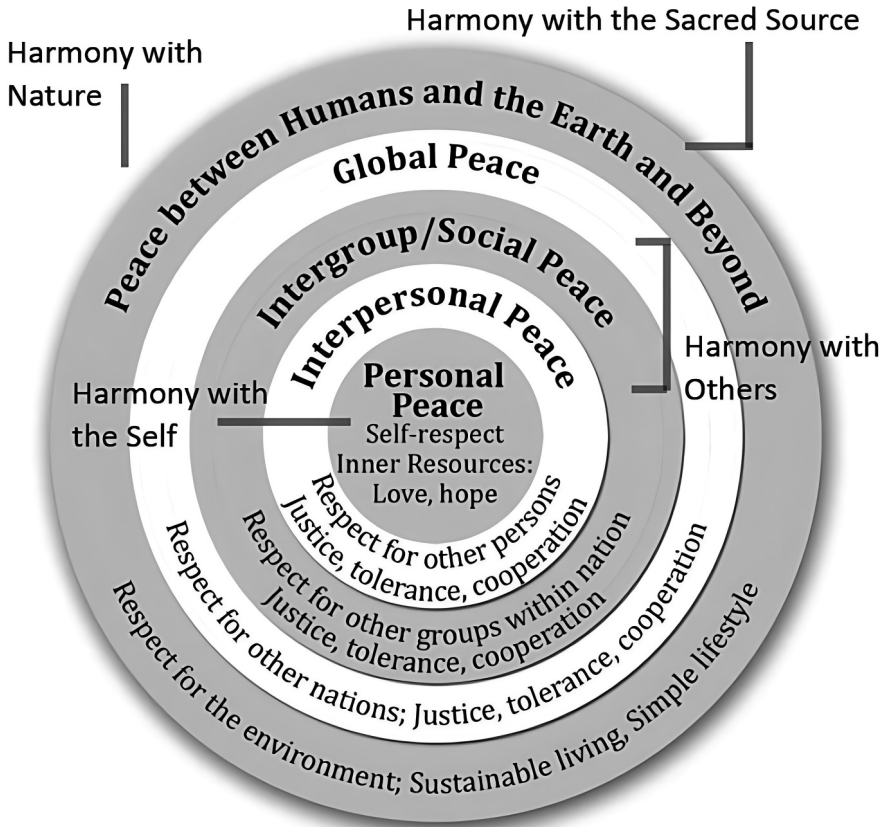 Harmony with the Sacred Source
Harmony with
Nature
Peace between Humans and the Earth and Beyond
Global Peace
Intergroup/Social Peace
Interpersonal Peace
Harmony with
Others
Harmony with
the Self
Personal
Peace
Self-respect
Inner Resources:
Love, hope
Respect for other persons
Justice, tolerance, cooperation
Respect for other groups within nation
Justice, tolerance, cooperation
Respect for other nations; Justice, tolerance, cooperation
Respect for the environment; Sustainable living, Simple lifestyle